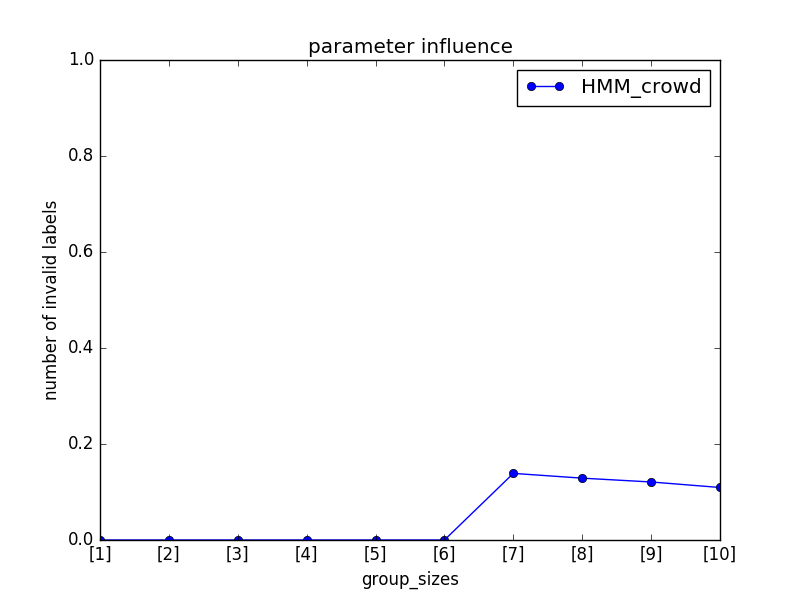 parameter influence
HMM_crowd
1.0
0.8
0.6
0.4
0.2
0.0
number of invalid labels
[1] [2] [3] [4] [5] [6] [7] [8] [9] [10]
group_sizes